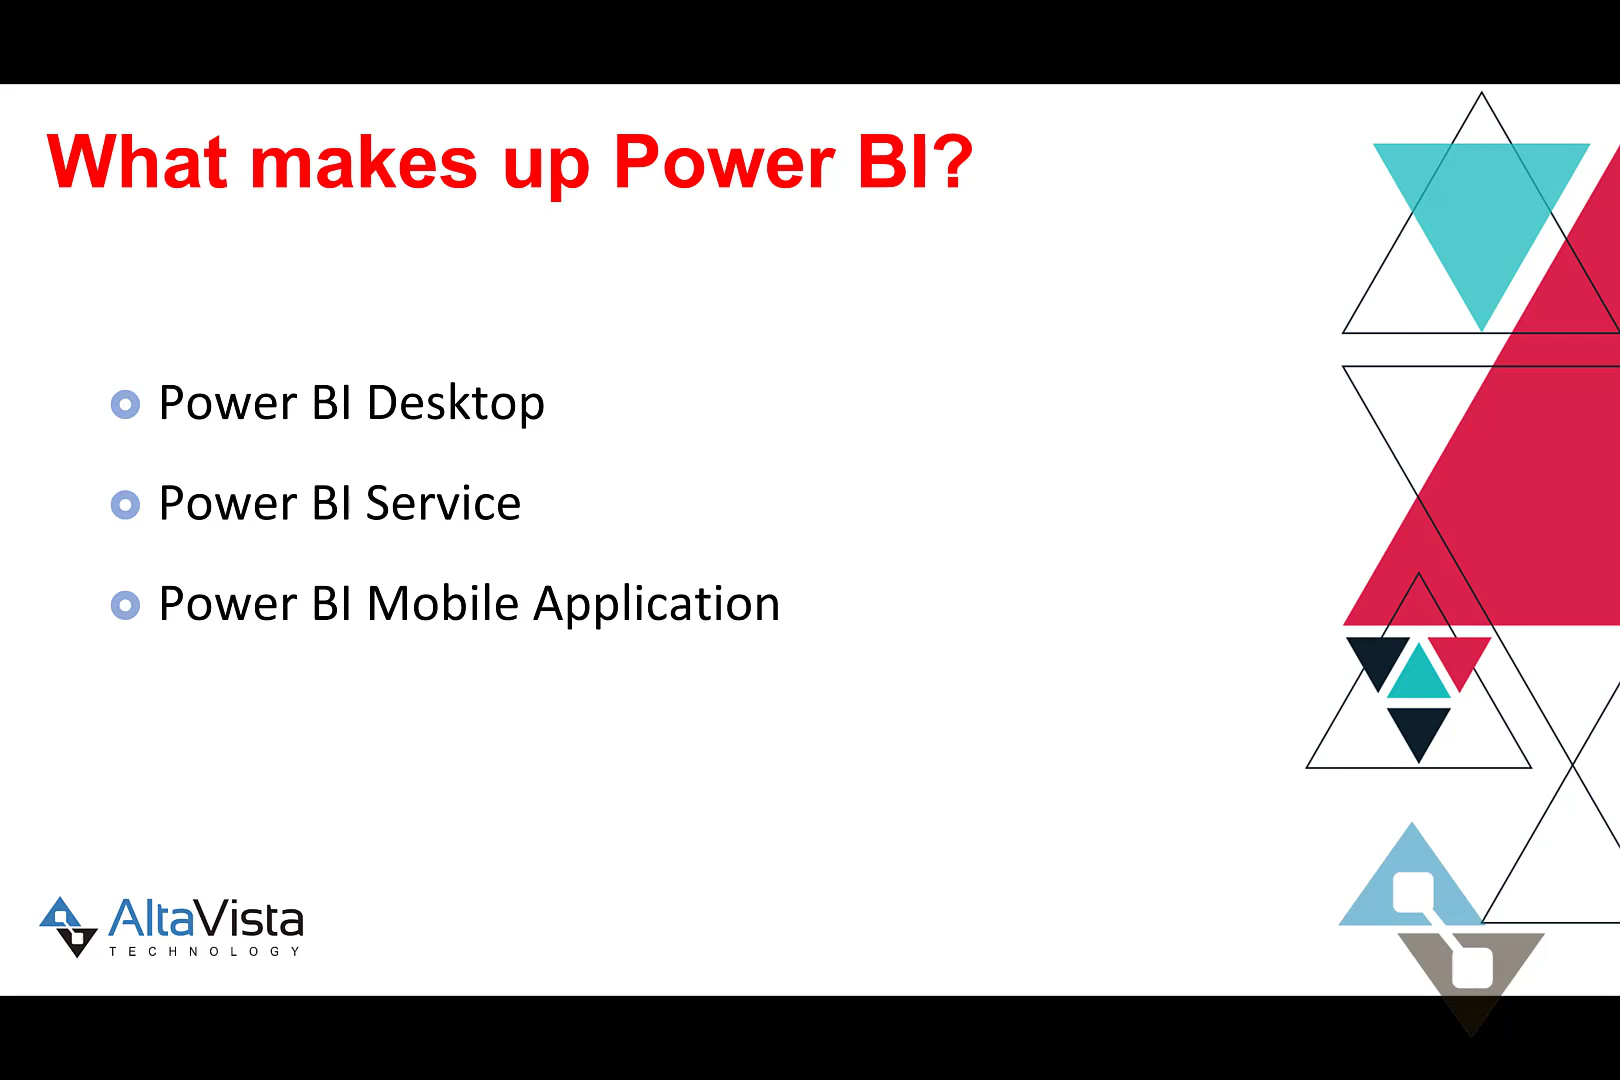 What makes up Power BI?
Power BI Desktop
Power BI Service
Power BI Mobile Application
AltaVista
TECHNOLOGY